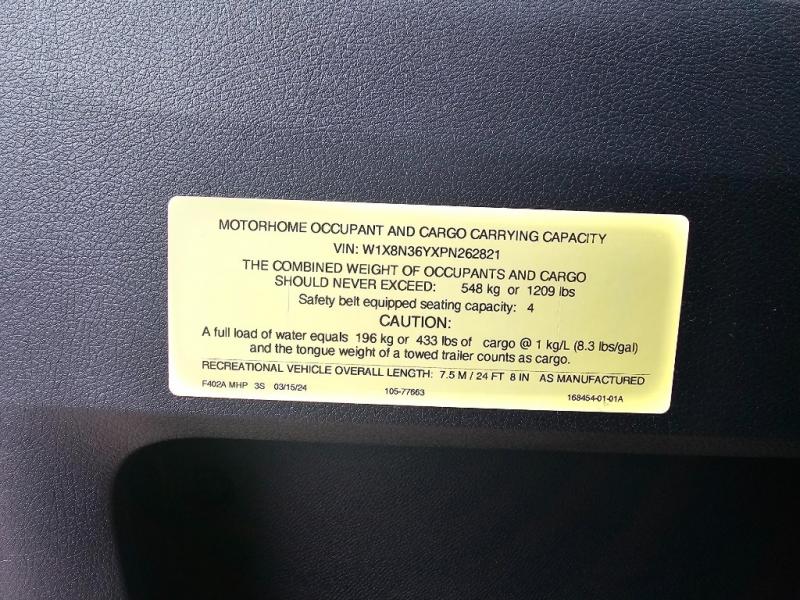 MOTORHOME OCCUPANT AND CARGO CARRYING CAPACITY
VIN: W1X8N36YXPN262821
THE COMBINED WEIGHT OF OCCUPANTS AND CARGO
SHOULD NEVER EXCEED: 548 kg or 1209 lbs
Safety belt equipped seating capacity: 4
CAUTION:
A full load of water equals 196 kg or 433 lbs of cargo @ 1 kg/L (8.3 lbs/gal)
and the tongue weight of a towed trailer counts as cargo.
RECREATIONAL VEHICLE OVERALL LENGTH: 7.5 M / 24 FT 8 IN AS MANUFACTURED
F402A MHP 3S 03/15/24 105-77663 168454-01-01A